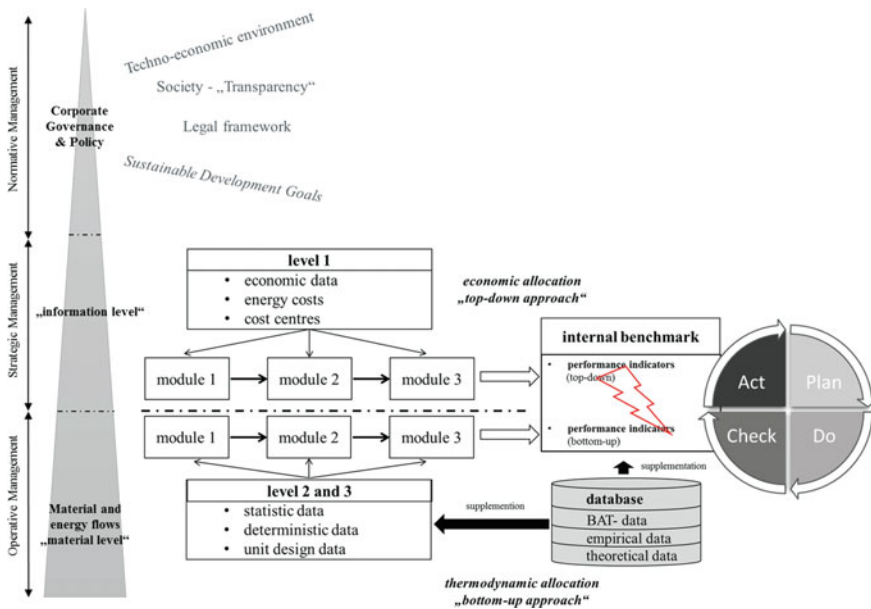 Normative Management
Strategic Management
Operative Management
Corporate
Governance
& Policy
„information level“
Material and
energy flows
„material level“
Techno-economic environment
Society - „Transparency“
Legal framework
Sustainable Development Goals
level 1
• economic data
• energy costs
• cost centres
economic allocation
„top-down approach“
module 1
module 2
module 3
module 1
module 2
module 3
internal benchmark
• performance indicators
(top-down)
• performance indicators
(bottom-up)
Act
Plan
Check
Do
supplementation
level 2 and 3
• statistic data
• deterministic data
• unit design data
supplemention
database
BAT- data
empirical data
theoretical data
thermodynamic allocation
„bottom-up approach“